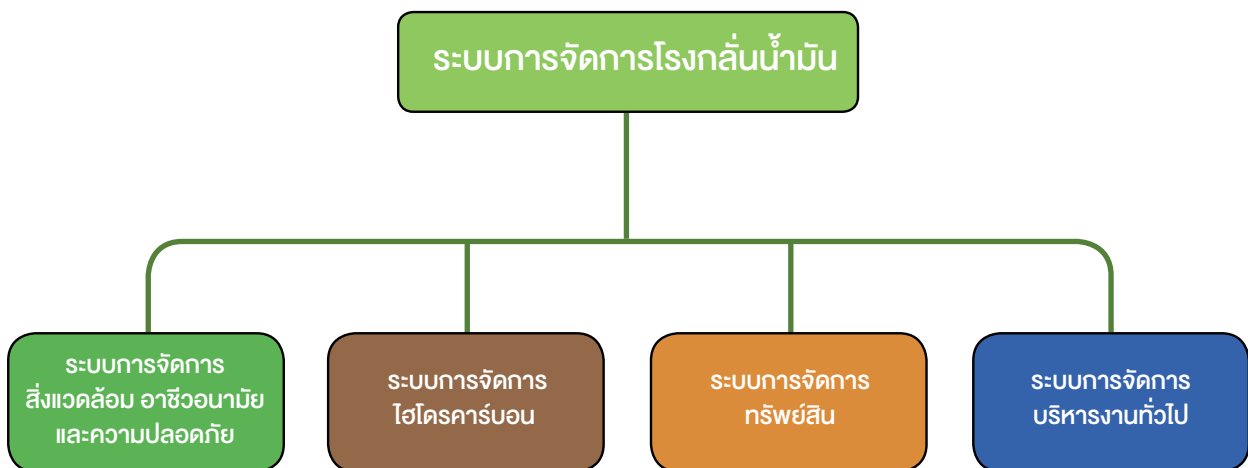 ระบบการจัดการโรงกลั่นน้ำมัน
ระบบการจัดการ
สิ่งแวดล้อม อาชีวอนามัย
และความปลอดภัย
ระบบการจัดการ
ไฮโดรคาร์บอน
ระบบการจัดการ
ทรัพย์สิน
ระบบการจัดการ
บริหารงานทั่วไป